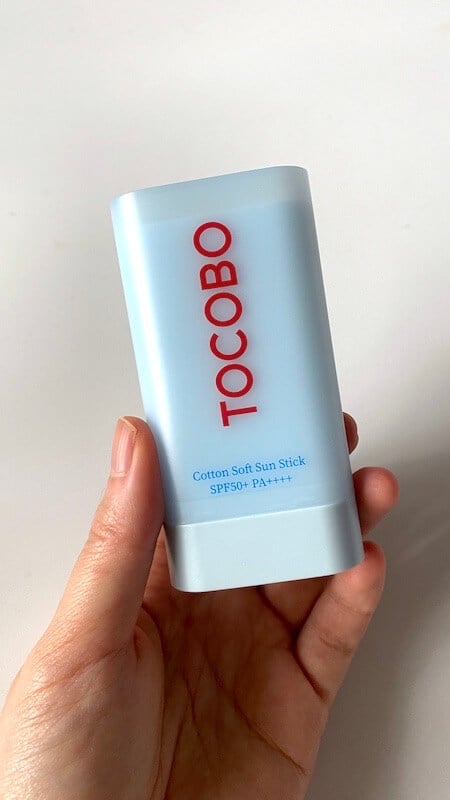 TOCOBO
Cotton Soft Sun Stick
SPF50+ PA++++